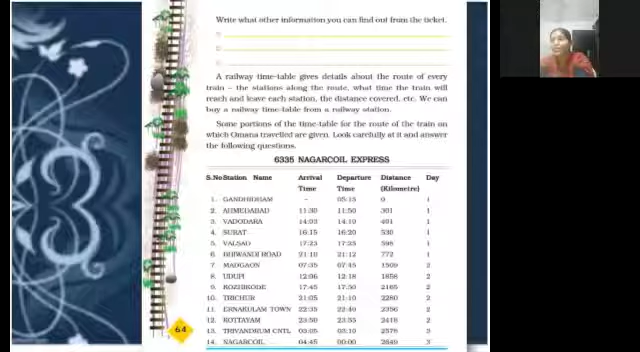 Write what other information you can find out from the ticket.
A railway time-table gives details about the route of every
train – the stations along the route, what time the train will
reach and leave each station, the distance covered, etc. We can
buy a railway time-table from a railway station.
Some portions of the time-table for the route of the train on
which Omana travelled are given. Look carefully at it and answer
the following questions.
6335 NAGARCOIL EXPRESS
S.No Station Name Arrival Departure Distance Day
Time Time (Kilometre)
1. GANDHIDHAM – 05:15 0 1
2. AHMEDABAD 11:30 11:50 301 1
3. VADODARA 14:03 14:10 401 1
4. SURAT 16:15 16:20 530 1
5. VALSAD 17:23 17:25 598 1
6. BHIWANDI ROAD 21:10 21:12 772 1
7. MADGAON 07:35 07:45 1509 2
8. UDUPI 12:06 12:18 1858 2
9. KOZHIKODE 17:45 17:50 2165 2
10. TRICHUR 21:05 21:10 2280 2
11. ERNAKULAM TOWN 22:35 22:40 2356 2
12. KOTTAYAM 23:50 23:55 2418 2
13. TRIVANDRUM CNTL 03:05 03:10 2578 3
14. NAGARCOIL 04:45 00:00 2649 3
6.4